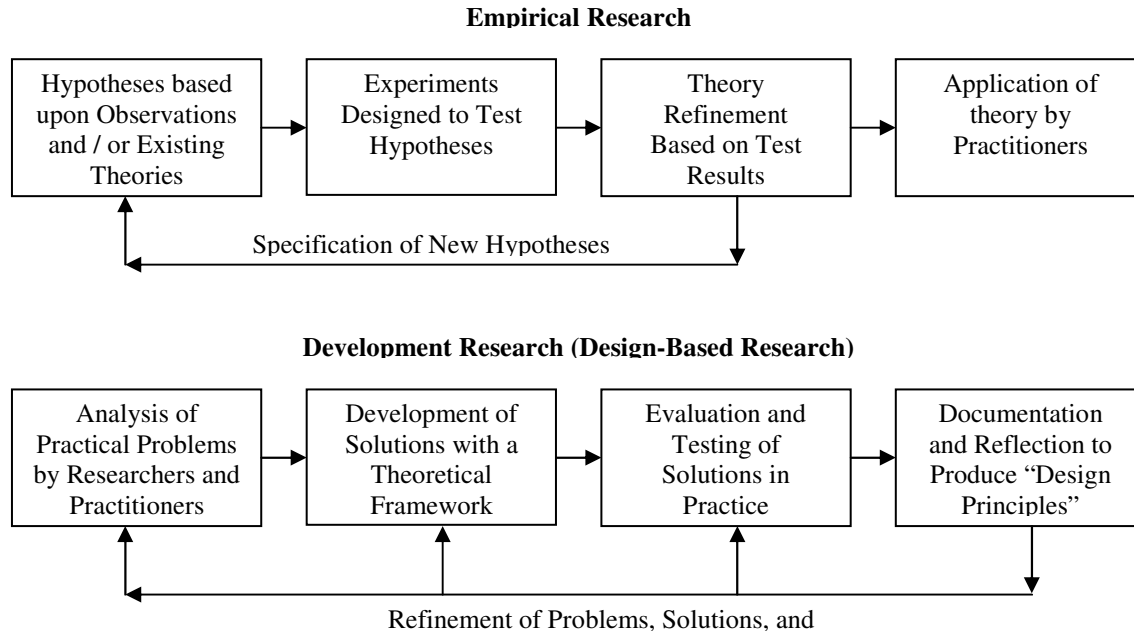 Empirical Research
Hypotheses based
upon Observations
and / or Existing
Theories
Experiments
Designed to Test
Hypotheses
Theory
Refinement
Based on Test
Results
Application of
theory by
Practitioners
Specification of New Hypotheses
Development Research (Design-Based Research)
Analysis of
Practical Problems
by Researchers and
Practitioners
Development of
Solutions with a
Theoretical
Framework
Evaluation and
Testing of
Solutions in
Practice
Documentation
and Reflection to
Produce “Design
Principles”
Refinement of Problems, Solutions, and